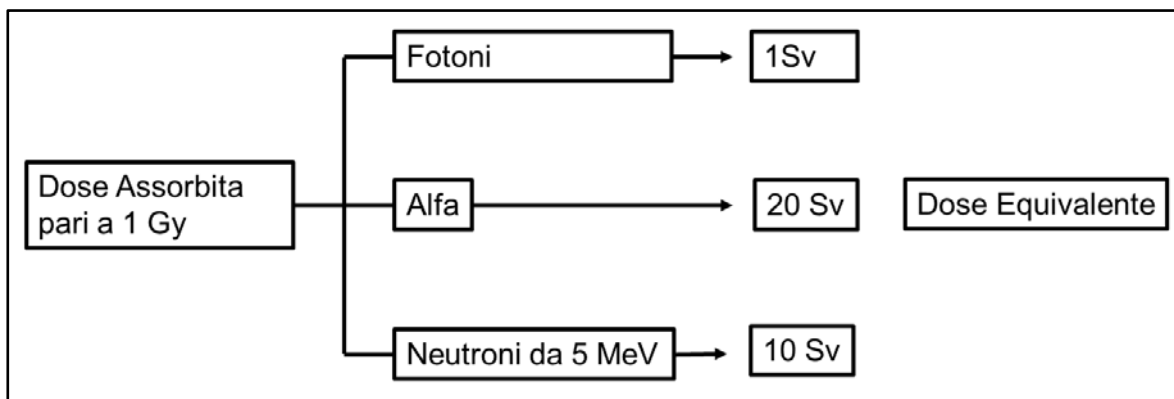 Fotoni
1Sv
Dose Assorbita
pari a 1 Gy
Alfa
20 Sv
Dose Equivalente
Neutroni da 5 MeV
10 Sv